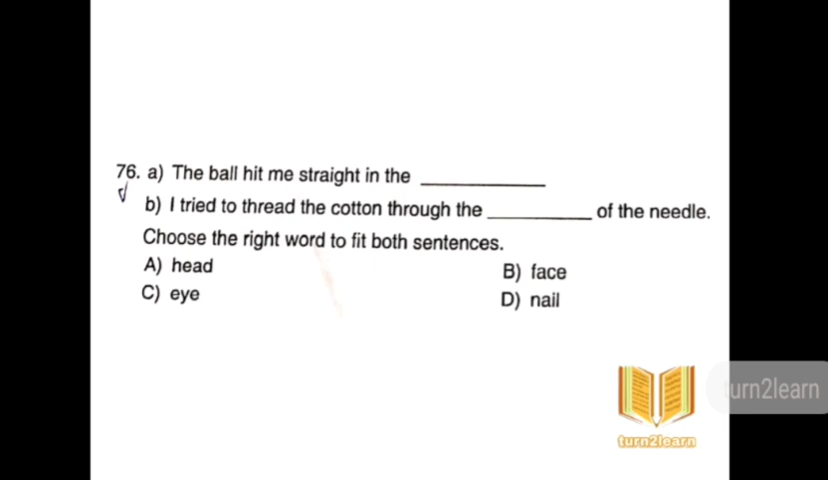 76. a) The ball hit me straight in the ____________
b) I tried to thread the cotton through the __________ of the needle.
Choose the right word to fit both sentences.
A) head B) face
C) eye D) nail
turn2learn
turn2learn